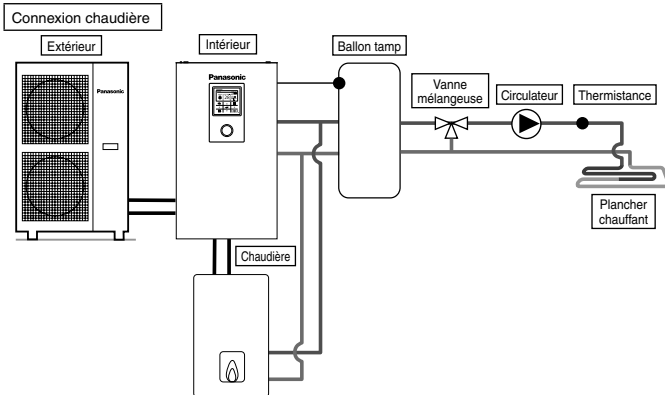 Connexion chaudière
Extérieur
Intérieur
Ballon tamp
Vanne
mélangeuse
Circulateur
Thermistance
Panasonic
Panasonic
Plancher
chauffant
Chaudière